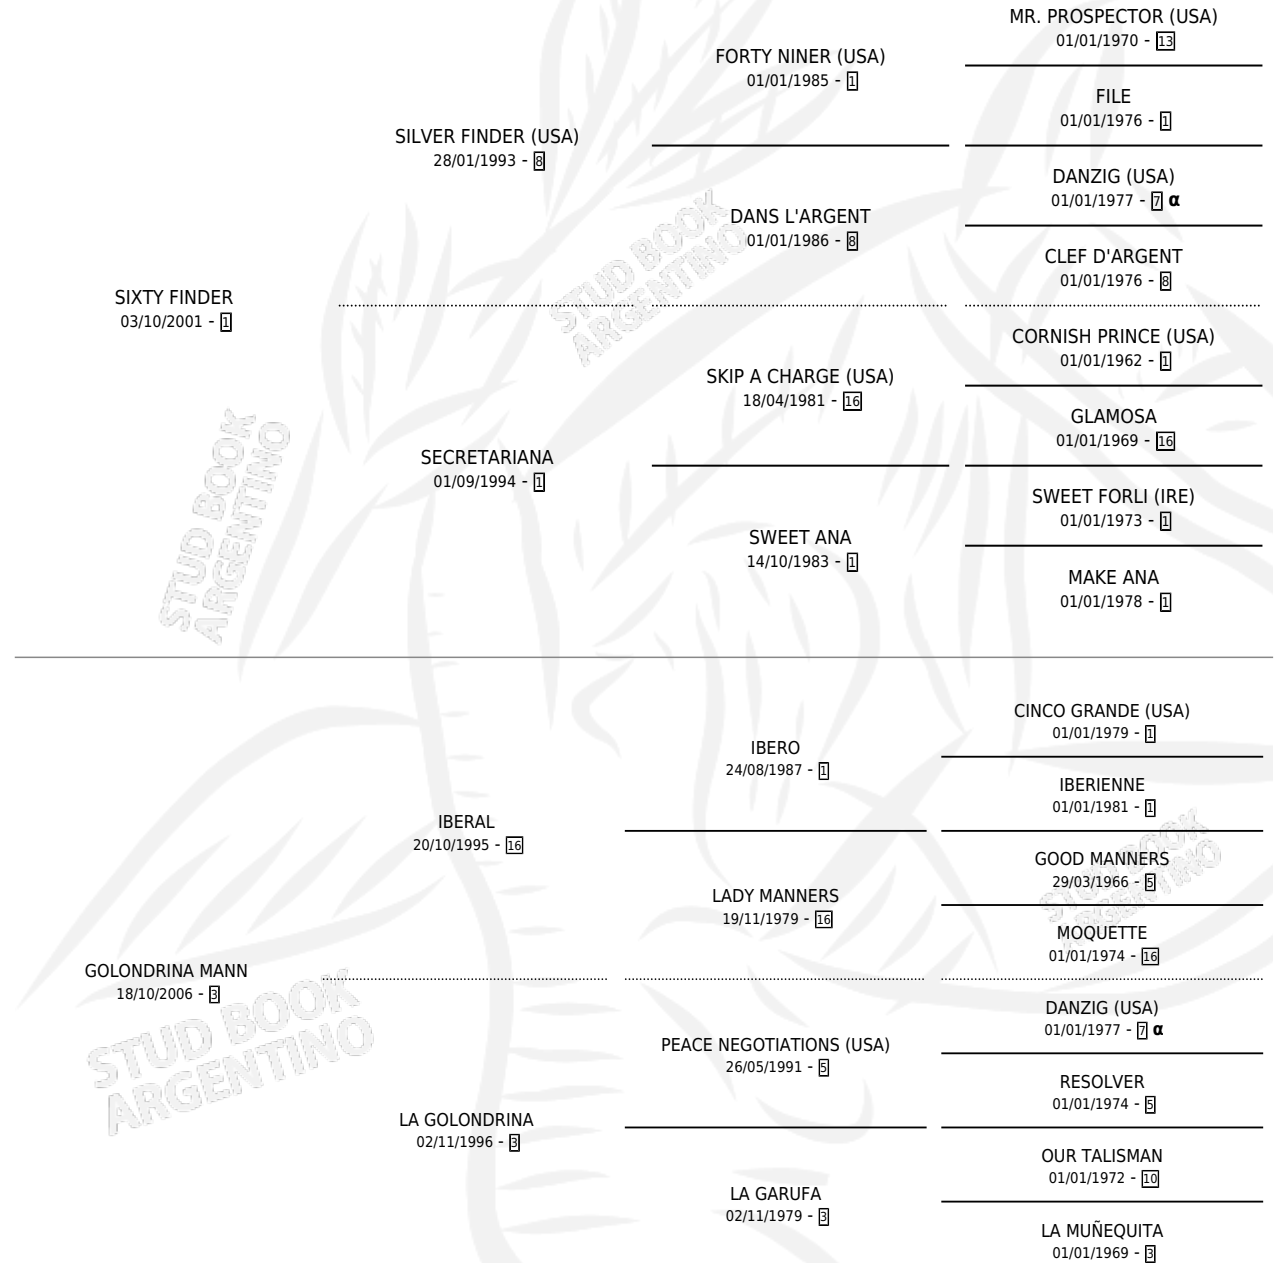 MR. PROSPECTOR (USA)
01/01/1970 - 13
FORTY NINER (USA)
01/01/1985 - 1
FILE
01/01/1976 - 1
SILVER FINDER (USA)
28/01/1993 - 8
DANZIG (USA)
01/01/1977 - 7 α
DANS L'ARGENT
01/01/1986 - 8
CLEF D'ARGENT
01/01/1976 - 8
SIXTY FINDER
03/10/2001 - 1
CORNISH PRINCE (USA)
01/01/1962 - 1
SKIP A CHARGE (USA)
18/04/1981 - 16
GLAMOSA
01/01/1969 - 16
SECRETARIANA
01/09/1994 - 1
SWEET FORLI (IRE)
01/01/1973 - 1
SWEET ANA
14/10/1983 - 1
MAKE ANA
01/01/1978 - 1
CINCO GRANDE (USA)
01/01/1979 - 1
IBERO
24/08/1987 - 1
IBERIENNE
01/01/1981 - 1
IBERAL
20/10/1995 - 16
GOOD MANNERS
29/03/1966 - 5
LADY MANNERS
19/11/1979 - 16
MOQUETTE
01/01/1974 - 16
GOLONDRINA MANN
18/10/2006 - 3
DANZIG (USA)
01/01/1977 - 7 α
PEACE NEGOTIATIONS (USA)
26/05/1991 - 5
RESOLVER
01/01/1974 - 5
LA GOLONDRINA
02/11/1996 - 3
OUR TALISMAN
01/01/1972 - 10
LA GARUFA
02/11/1979 - 3
LA MUÑEQUITA
01/01/1969 - 3
STUD BOOK
ARGENTINO
STUD BOOK
ARGENTINO
STUD BOOK
ARGENTINO
STUD BOOK
ARGENTINO